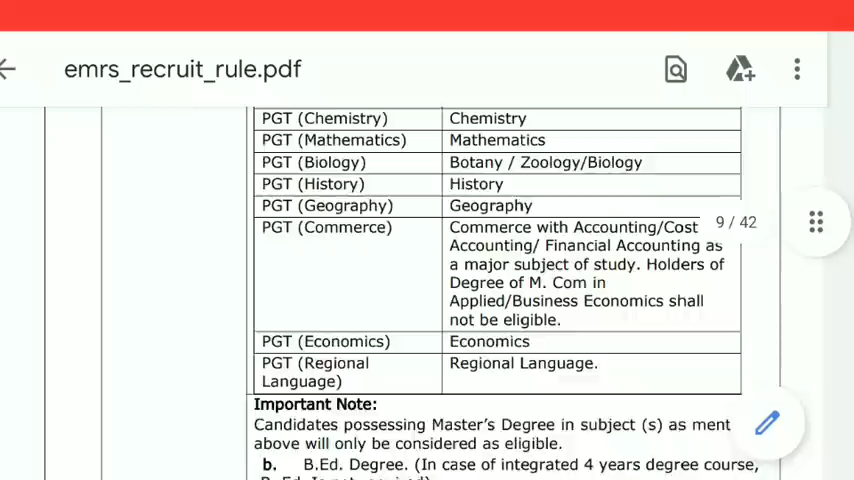 emrs_recruit_rule.pdf
PGT (Chemistry) Chemistry
PGT (Mathematics) Mathematics
PGT (Biology) Botany / Zoology/Biology
PGT (History) History
PGT (Geography) Geography
9 / 42
PGT (Commerce) Commerce with Accounting/Cost
Accounting/ Financial Accounting as
a major subject of study. Holders of
Degree of M. Com in
Applied/Business Economics shall
not be eligible.
PGT (Economics) Economics
PGT (Regional Regional Language.
Language)
Important Note:
Candidates possessing Master's Degree in subject (s) as ment
above will only be considered as eligible.
b. B.Ed. Degree. (In case of integrated 4 years degree course,